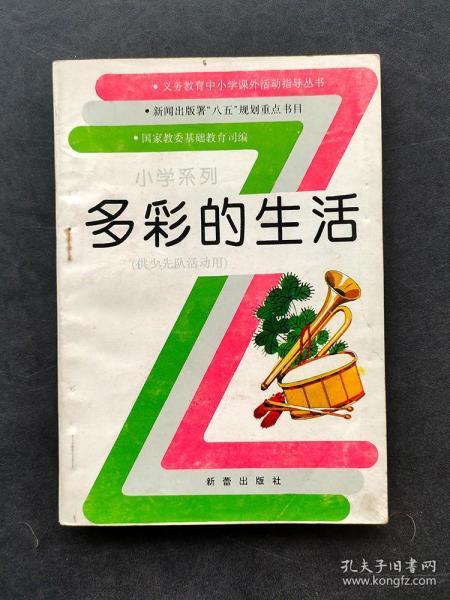 ·义务教育中小学课外活动指导丛书
·新闻出版署“八五”规划重点书目
·国家教委基础教育司编
小学系列
多彩的生活
(供少先队活动用)
新蕾出版社
孔夫子旧书网
www.kongfz.com